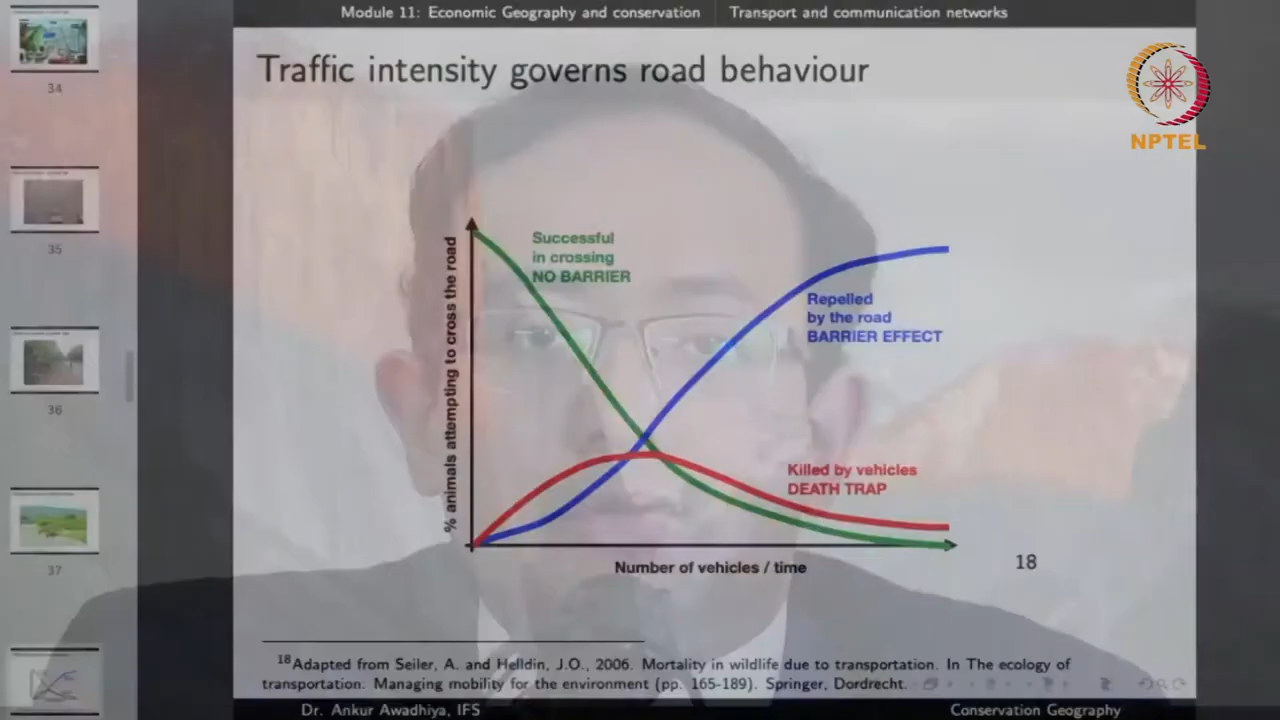 Module 11: Economic Geography and conservation Transport and communication networks
Traffic intensity governs road behaviour
NPTEL
34
35
36
37
% animals attempting to cross the road
Successful
in crossing
NO BARRIER
Repelled
by the road
BARRIER EFFECT
Killed by vehicles
DEATH TRAP
Number of vehicles / time
18
18 Adapted from Seiler, A. and Helldin, J.O., 2006. Mortality in wildlife due to transportation. In The ecology of
transportation. Managing mobility for the environment (pp. 165-189). Springer, Dordrecht.
Dr. Ankur Awadhiya, IFS Conservation Geography